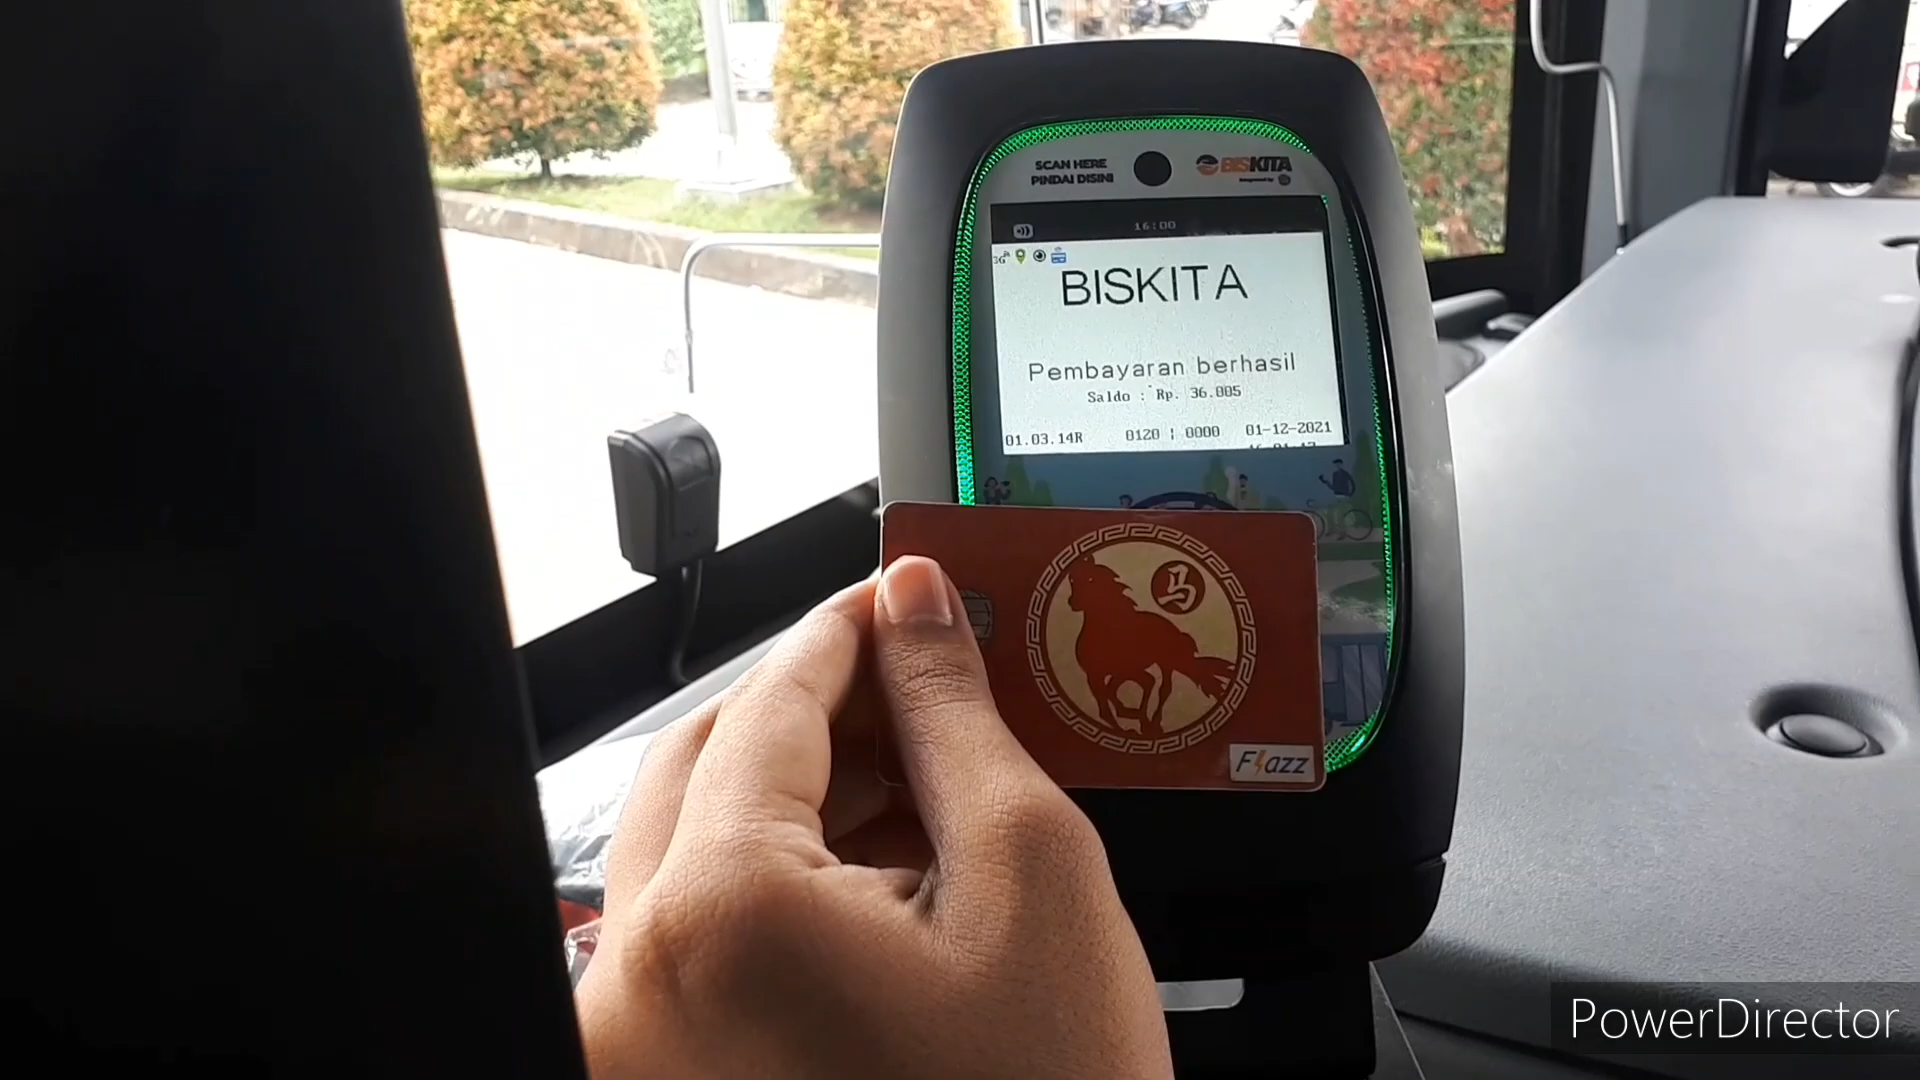 SCAN HERE
PINDAI DISINI
BISKITA
16:00
3G
BISKITA
Pembayaran berhasil
Saldo : Rp. 36.005
01.03.14R 0120 | 0000 01-12-2021
马
Flazz
PowerDirector